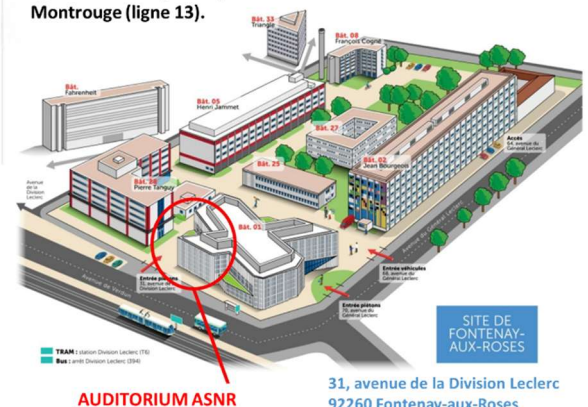 Montrouge (ligne 13).
Bât. 33
Triangle
Bât. 08
François Cogné
Bât.
Fahrenheit
Bât. 05
Henri Jammet
Bât. 27
Accès
64, avenue du
Général Leclerc
Bât. 02
Jean Bourgeois
Bât. 25
Pierre Tanguy
Avenue
de la
Division
Leclerc
Bât. 01
Avenue du Général Leclerc
Entrée véhicules
68, avenue du
Général Leclerc
Entrée piétons
31, avenue de la
Division Leclerc
Avenue de Verdun
Entrée piétons
70, avenue du
Général Leclerc
SITE DE
FONTENAY-
AUX-ROSES
TRAM : station Division Leclerc (T6)
Bus : arrêt Division Leclerc (394)
31, avenue de la Division Leclerc
92260 Fontenay-aux-Roses
AUDITORIUM ASNR